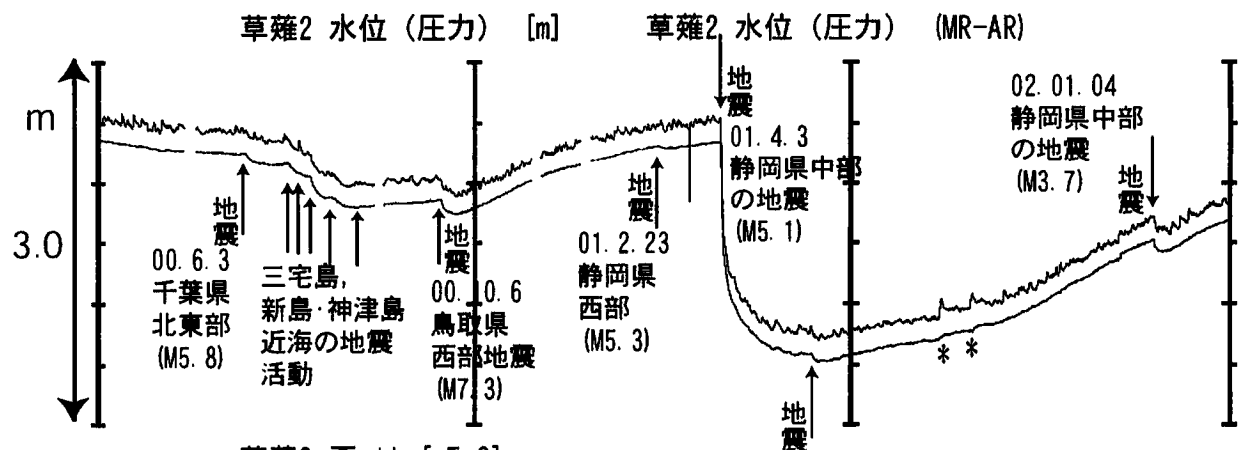 草薙2 水位（圧力） [m]
草薙2 水位（圧力） (MR-AR)
m
3.0
地震
00. 6. 3
千葉県
北東部
(M5. 8)
三宅島,
新島・神津島
近海の地震
活動
地震
00. 10. 6
鳥取県
西部地震
(M7. 3)
地震
01. 2. 23
静岡県
西部
(M5. 3)
地震
01. 4. 3
静岡県中部
の地震
(M5. 1)
地震
02. 01. 04
静岡県中部
の地震
(M3. 7)
地震
* *